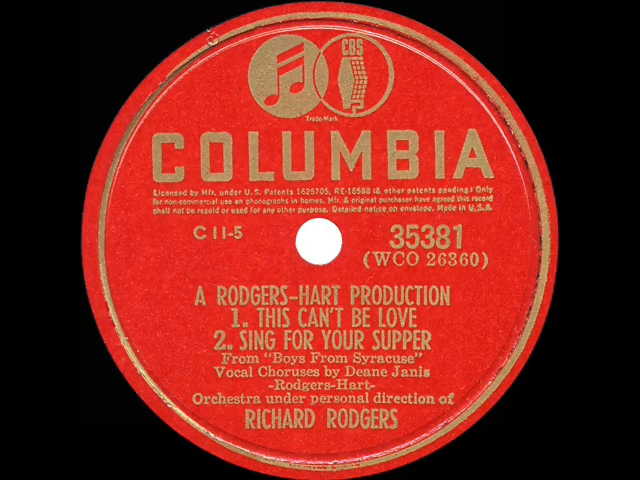 CBS
Trade-Mark
COLUMBIA
Licensed by Mfr. under U.S. Patents 1625705, RE-16588 (& other patents pending.) Only
for non-commercial use on phonographs in homes. Mfr. & original purchaser have agreed this record
shall not be resold or used for any other purpose. Detailed notice on envelope. Made in U.S.A.
C 11-5
35381
(WCO 26360)
A RODGERS-HART PRODUCTION
1. THIS CAN'T BE LOVE
2. SING FOR YOUR SUPPER
From "Boys From Syracuse"
Vocal Choruses by Deane Janis
-Rodgers-Hart-
Orchestra under personal direction of
RICHARD RODGERS